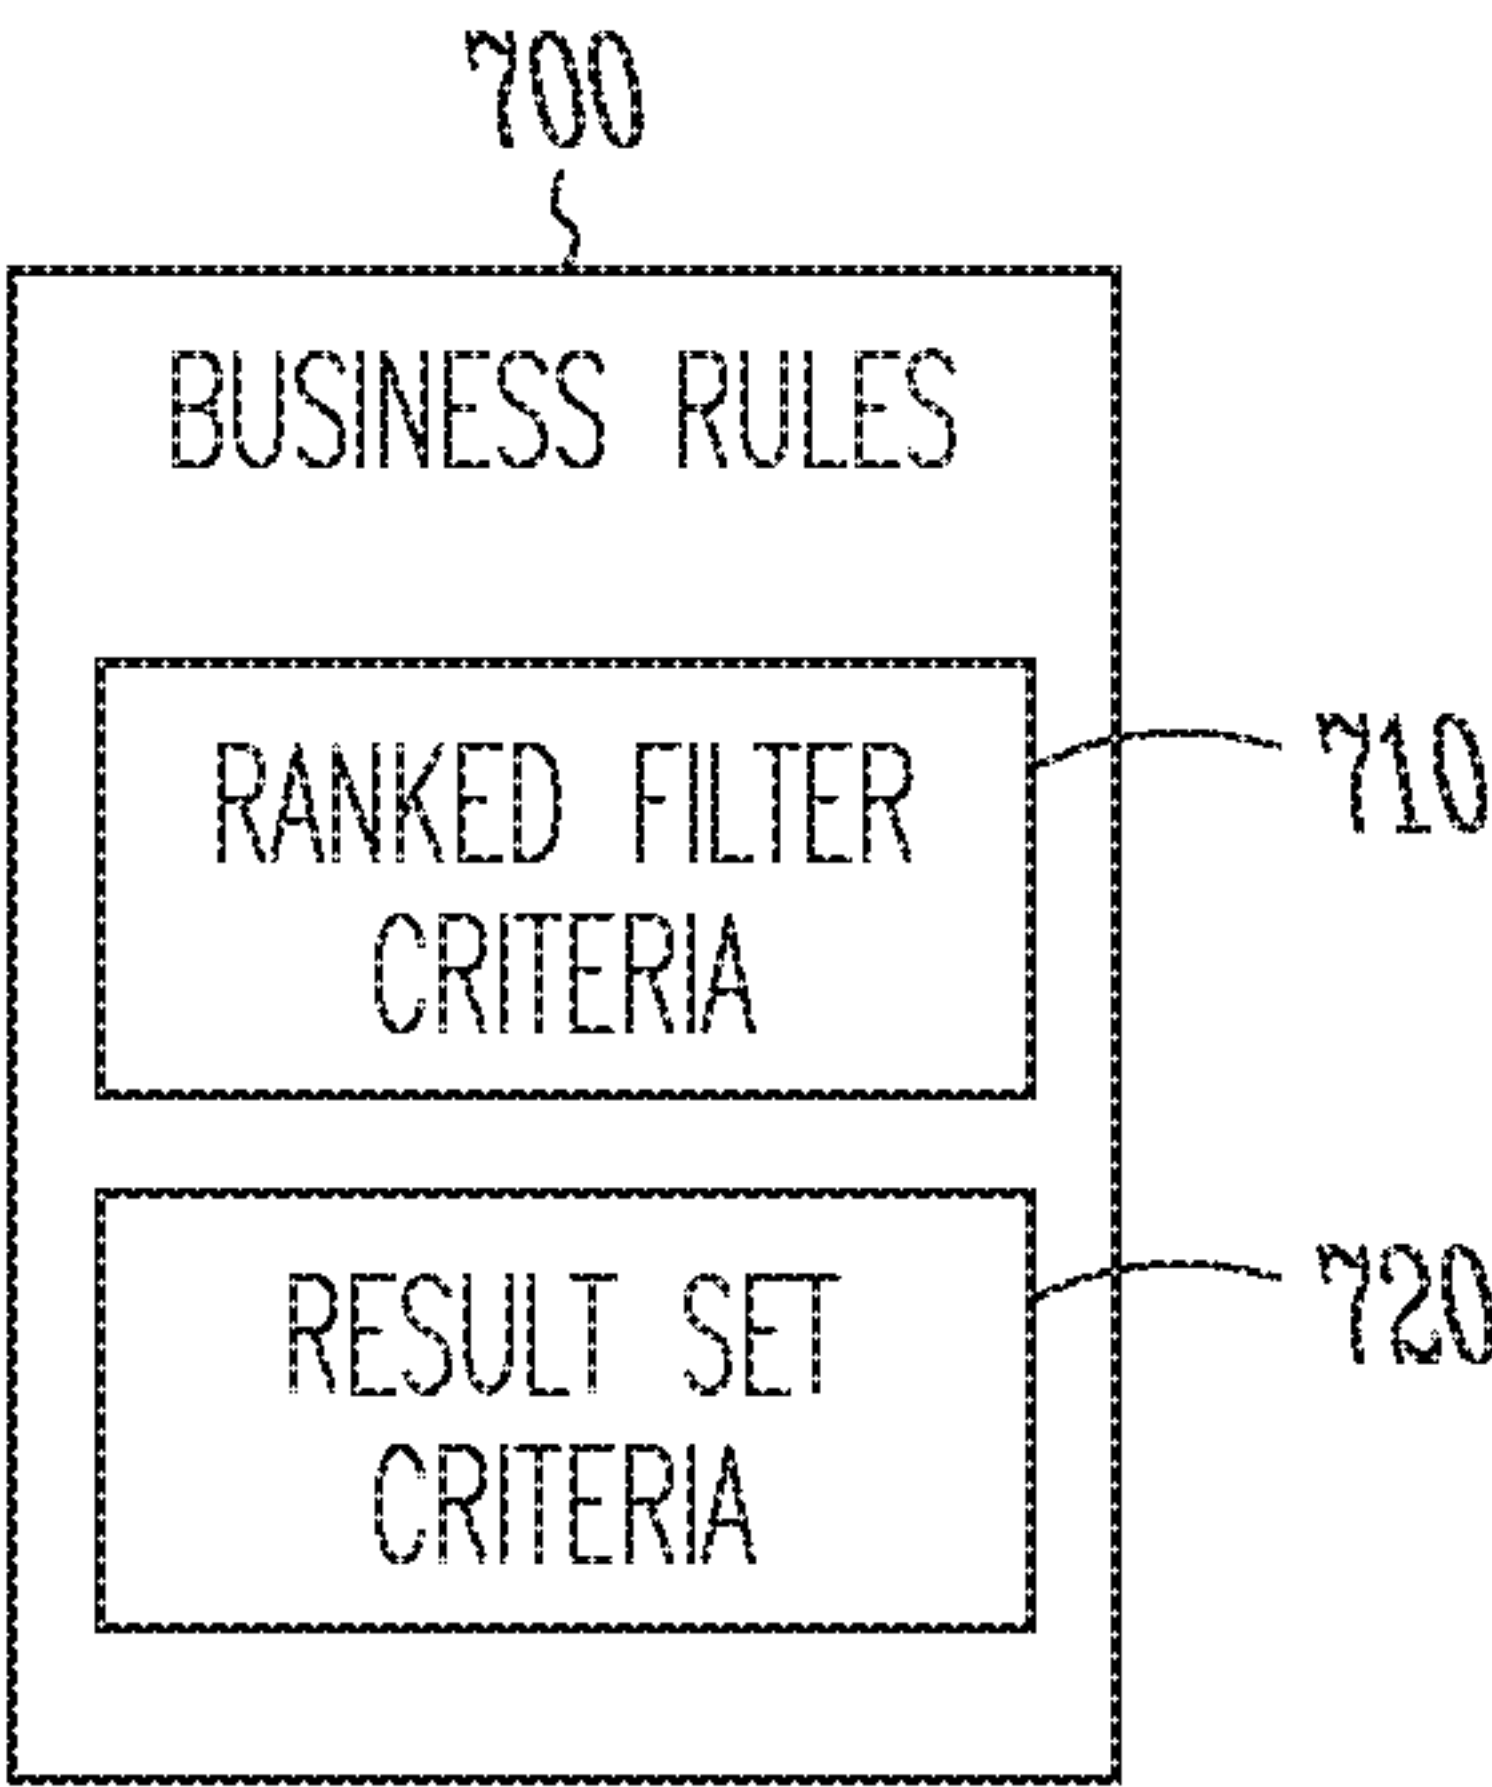 700
BUSINESS RULES
RANKED FILTER
CRITERIA
710
RESULT SET
CRITERIA
720